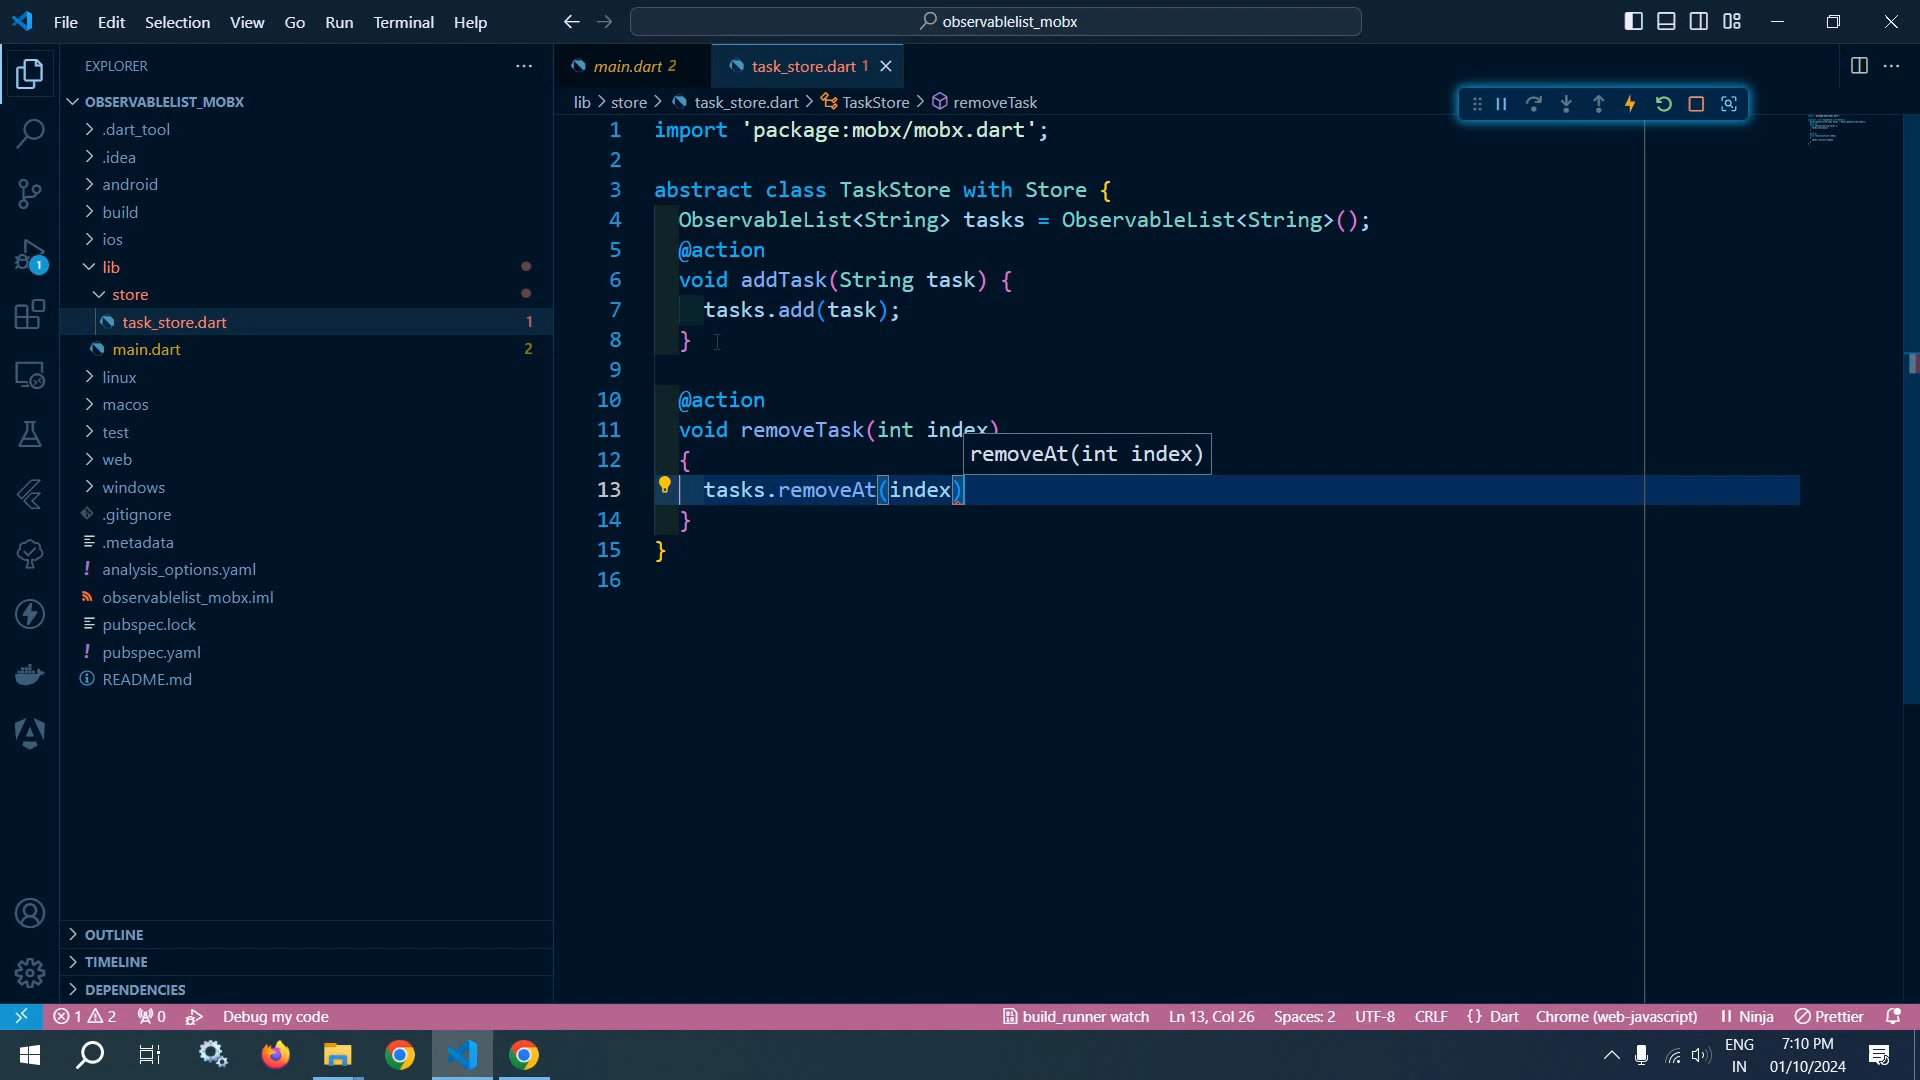 File Edit Selection View Go Run Terminal Help
observablelist_mobx
EXPLORER
OBSERVABLELIST_MOBX
.dart_tool
.idea
android
build
ios
lib
store
task_store.dart 1
main.dart 2
linux
macos
test
web
windows
.gitignore
.metadata
analysis_options.yaml
observablelist_mobx.iml
pubspec.lock
pubspec.yaml
README.md
OUTLINE
TIMELINE
DEPENDENCIES
1
main.dart 2
task_store.dart 1
lib > store > task_store.dart > TaskStore > removeTask
1 import 'package:mobx/mobx.dart';
2
3 abstract class TaskStore with Store {
4 ObservableList<String> tasks = ObservableList<String>();
5 @action
6 void addTask(String task) {
7 tasks.add(task);
8 }
9
10 @action
11 void removeTask(int index)
12 {
removeAt(int index)
13 tasks.removeAt(index)
14 }
15 }
16
1 2 0 Debug my code
build_runner watch Ln 13, Col 26 Spaces: 2 UTF-8 CRLF {} Dart Chrome (web-javascript) Ninja Prettier
ENG
IN
7:10 PM
01/10/2024